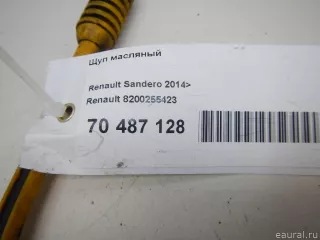 Щуп масляный
Renault Sandero 2014>
Renault 8200255423
70 487 128
eaural.ru